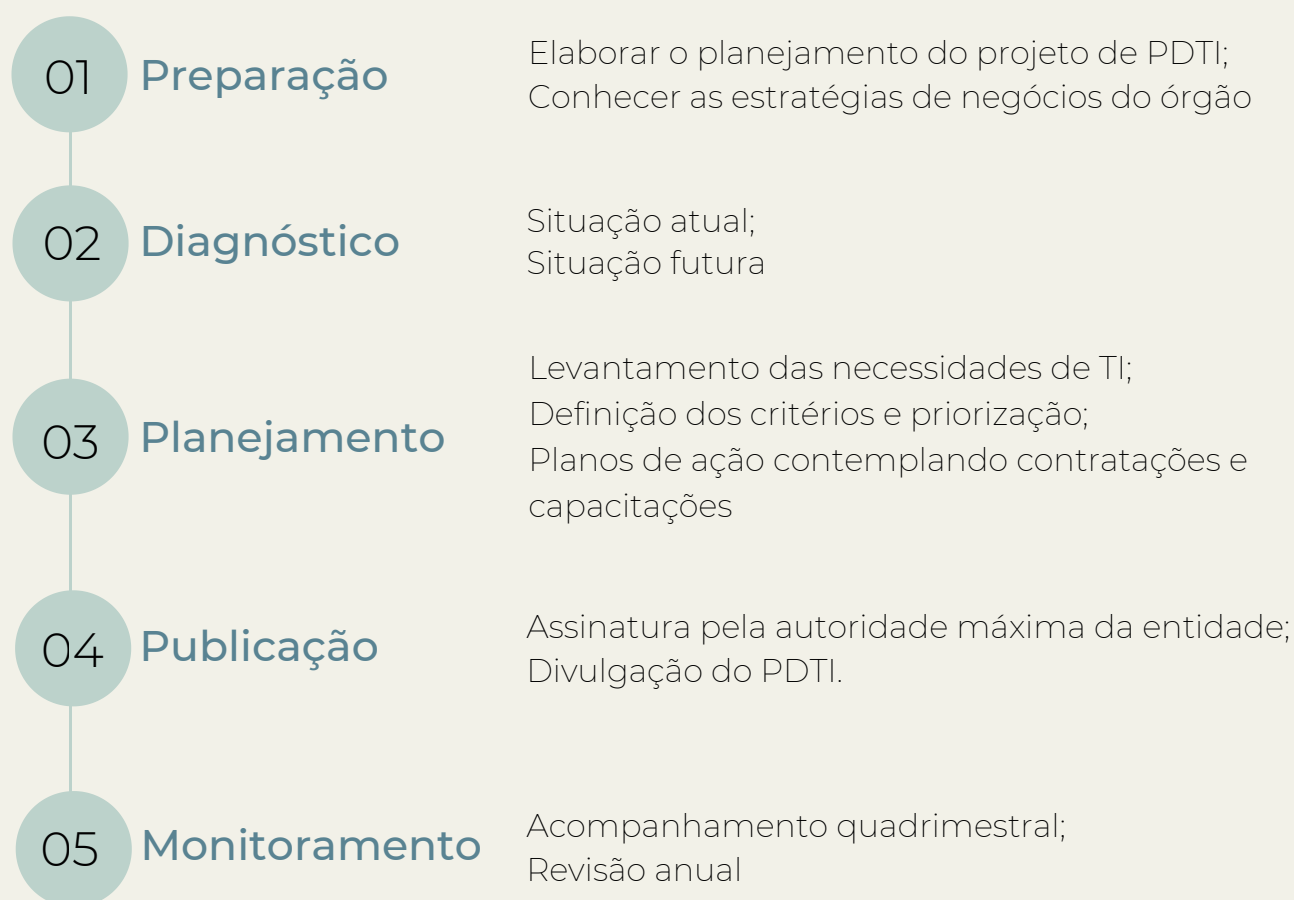 01
Preparação
Elaborar o planejamento do projeto de PDTI;
Conhecer as estratégias de negócios do órgão
02
Diagnóstico
Situação atual;
Situação futura
03
Planejamento
Levantamento das necessidades de TI;
Definição dos critérios e priorização;
Planos de ação contemplando contratações e
capacitações
04
Publicação
Assinatura pela autoridade máxima da entidade;
Divulgação do PDTI.
05
Monitoramento
Acompanhamento quadrimestral;
Revisão anual